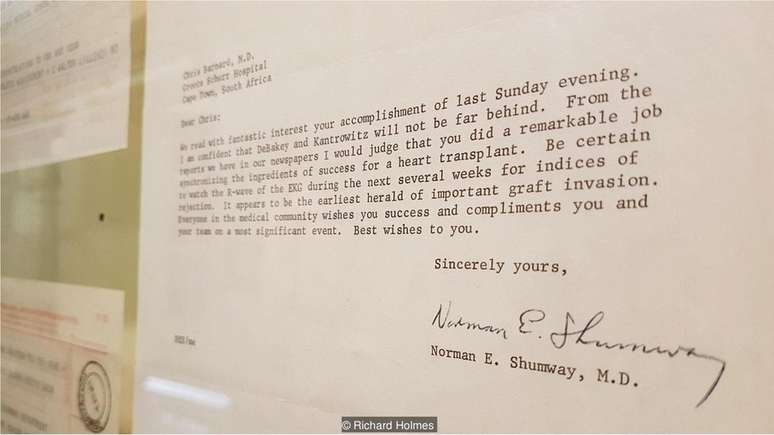 Chris Barnard, M.D.
Groote Schurr Hospital
Cape Town, South Africa
Dear Chris:
We read with fantastic interest your accomplishment of last Sunday evening.
I am confident that DeBakey and Kantrowitz will not be far behind. From the
reports we have in our newspapers I would judge that you did a remarkable job
synchronizing the ingredients of success for a heart transplant. Be certain
to watch the R-wave of the EKG during the next several weeks for indices of
rejection. It appears to be the earliest herald of important graft invasion.
Everyone in the medical community wishes you success and compliments you and
your team on a most significant event. Best wishes to you.
Sincerely yours,
Norman E. Shumway
Norman E. Shumway, M.D.
© Richard Holmes